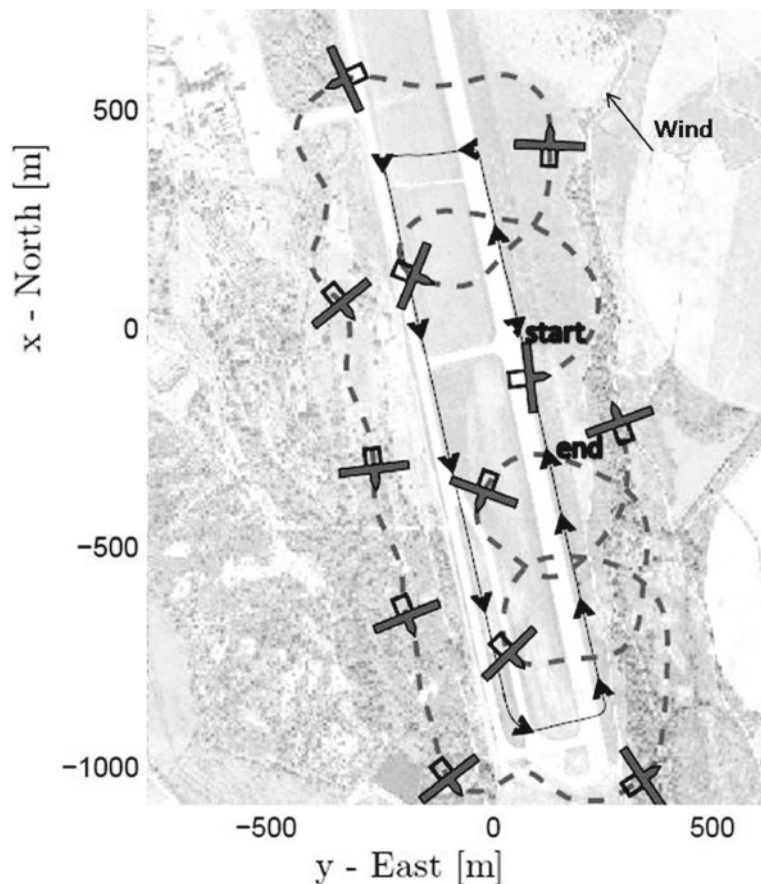 500
Wind
0
start
end
−500
−1000
−500
0
500
x - North [m]
y - East [m]